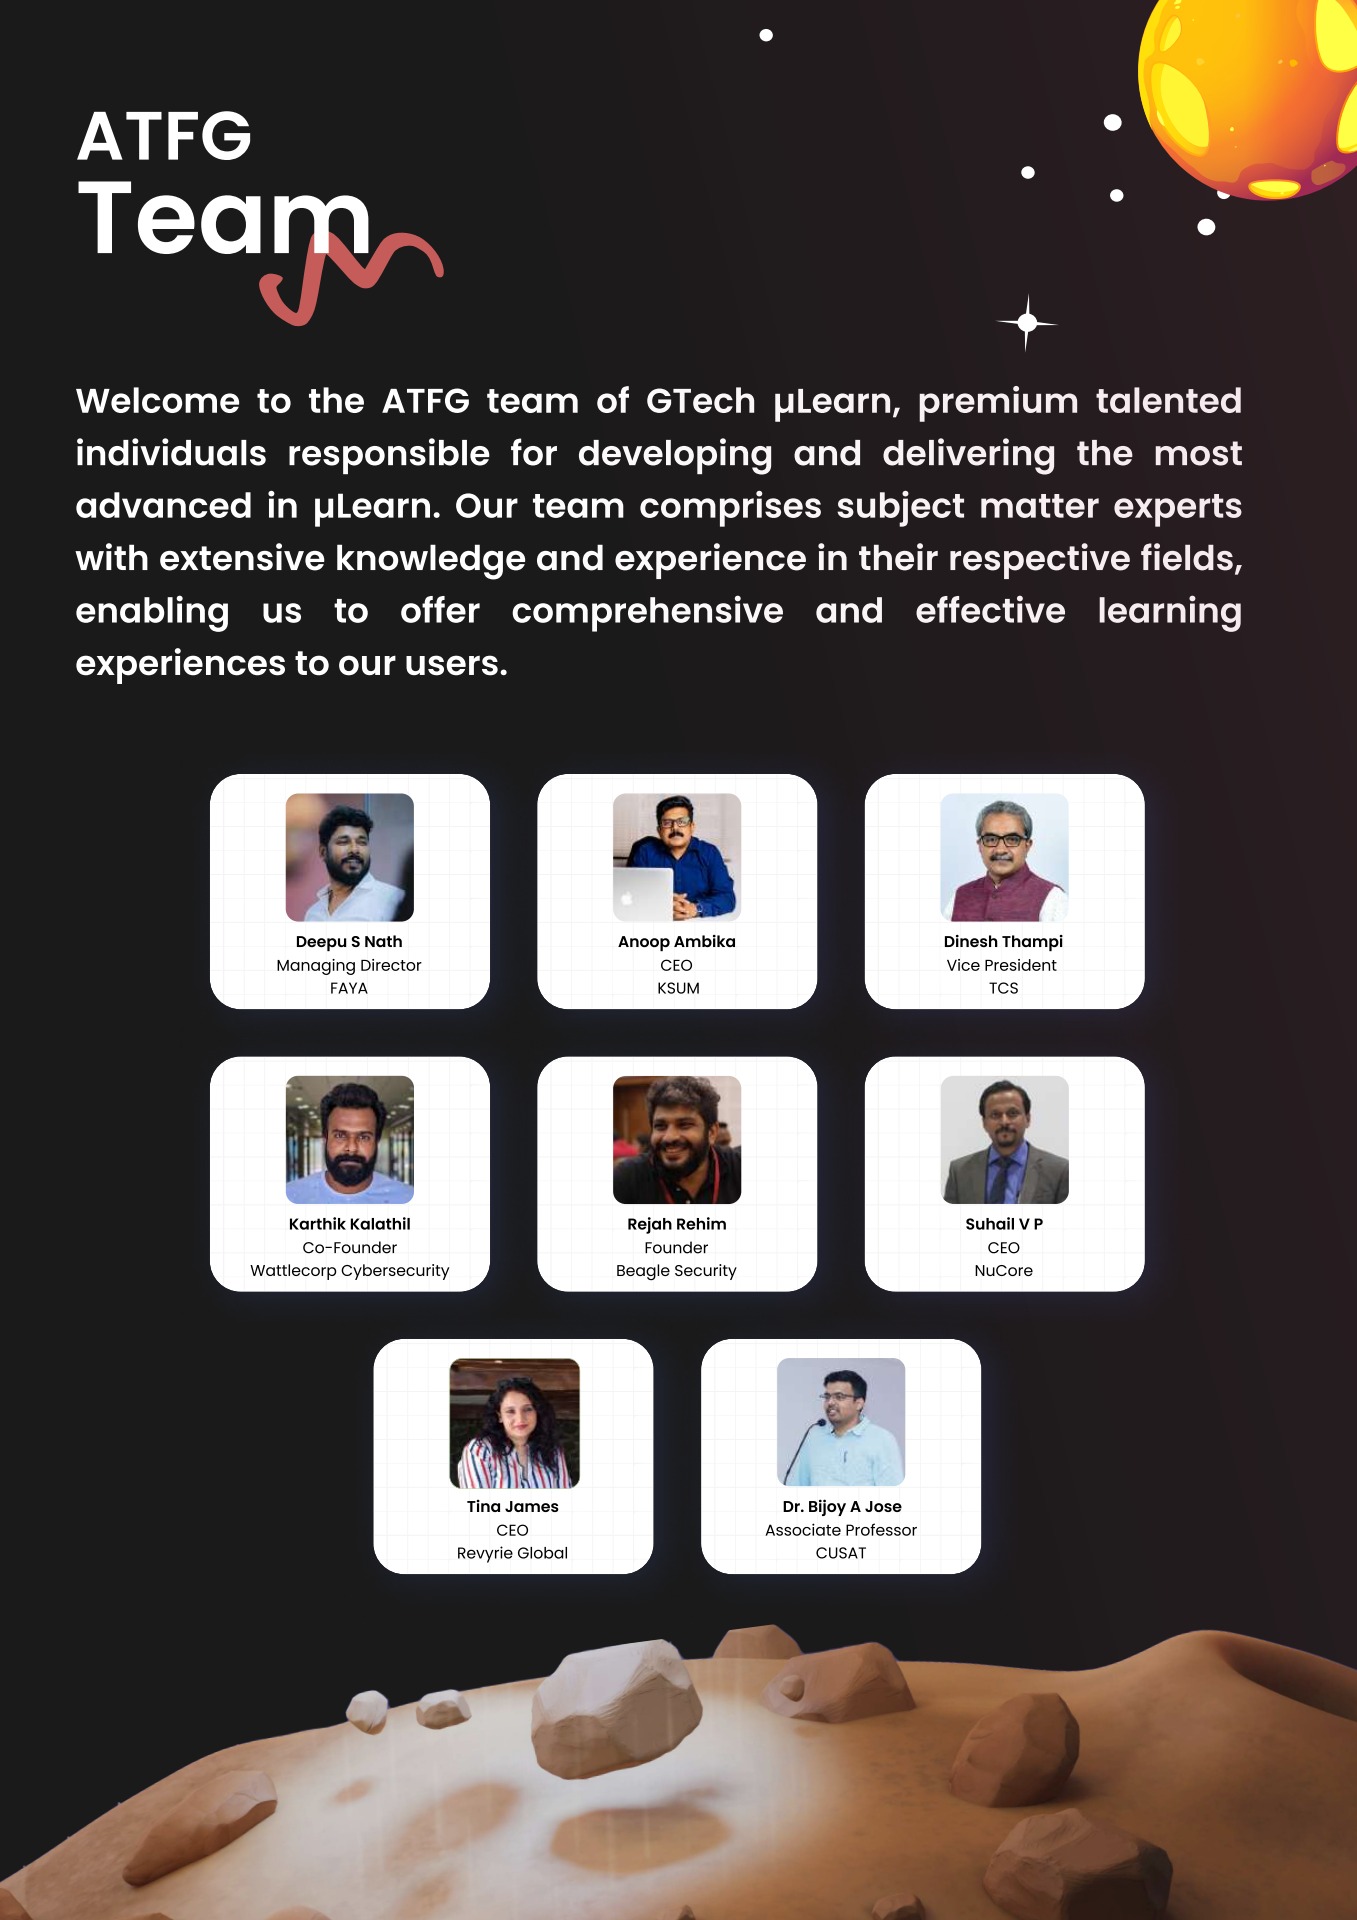 ATFG
Team
Welcome to the ATFG team of GTech µLearn, premium talented
individuals responsible for developing and delivering the most
advanced in µLearn. Our team comprises subject matter experts
with extensive knowledge and experience in their respective fields,
enabling us to offer comprehensive and effective learning
experiences to our users.
Deepu S Nath
Managing Director
FAYA
Anoop Ambika
CEO
KSUM
Dinesh Thampi
Vice President
TCS
Karthik Kalathil
Co-Founder
Wattlecorp Cybersecurity
Rejah Rehim
Founder
Beagle Security
Suhail V P
CEO
NuCore
Tina James
CEO
Revyrie Global
Dr. Bijoy A Jose
Associate Professor
CUSAT